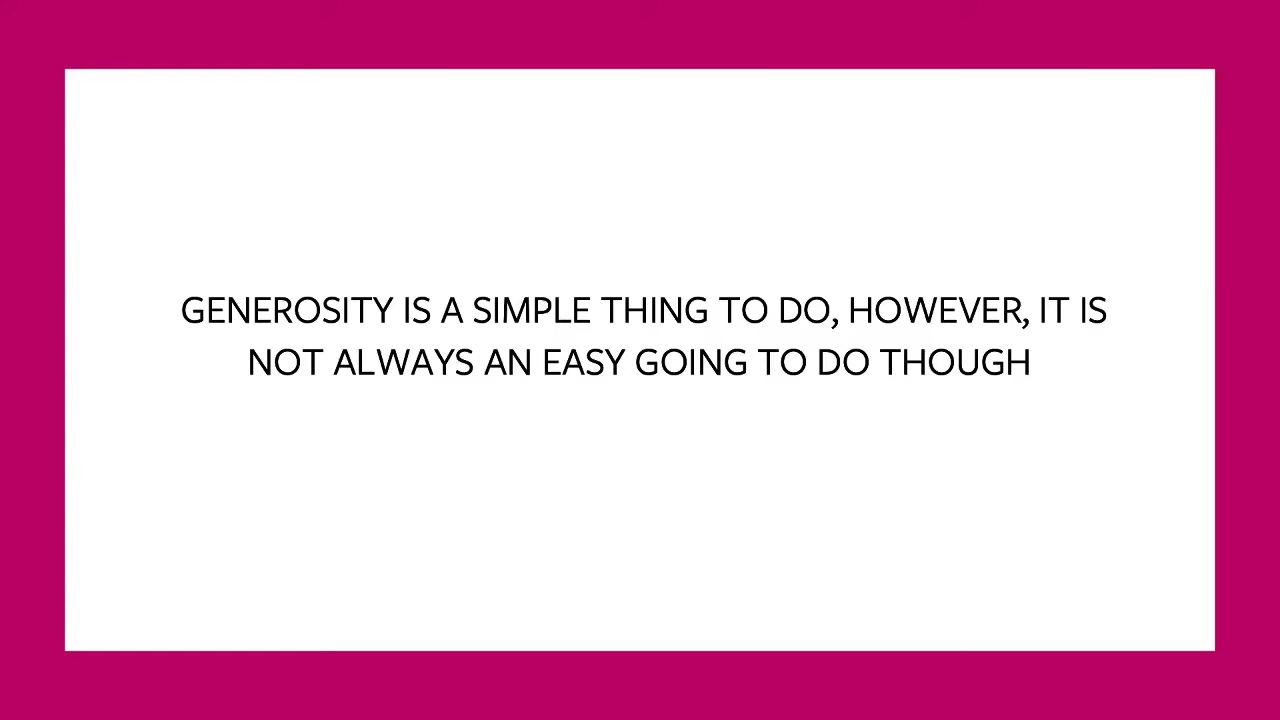 GENEROSITY IS A SIMPLE THING TO DO, HOWEVER, IT IS
NOT ALWAYS AN EASY GOING TO DO THOUGH